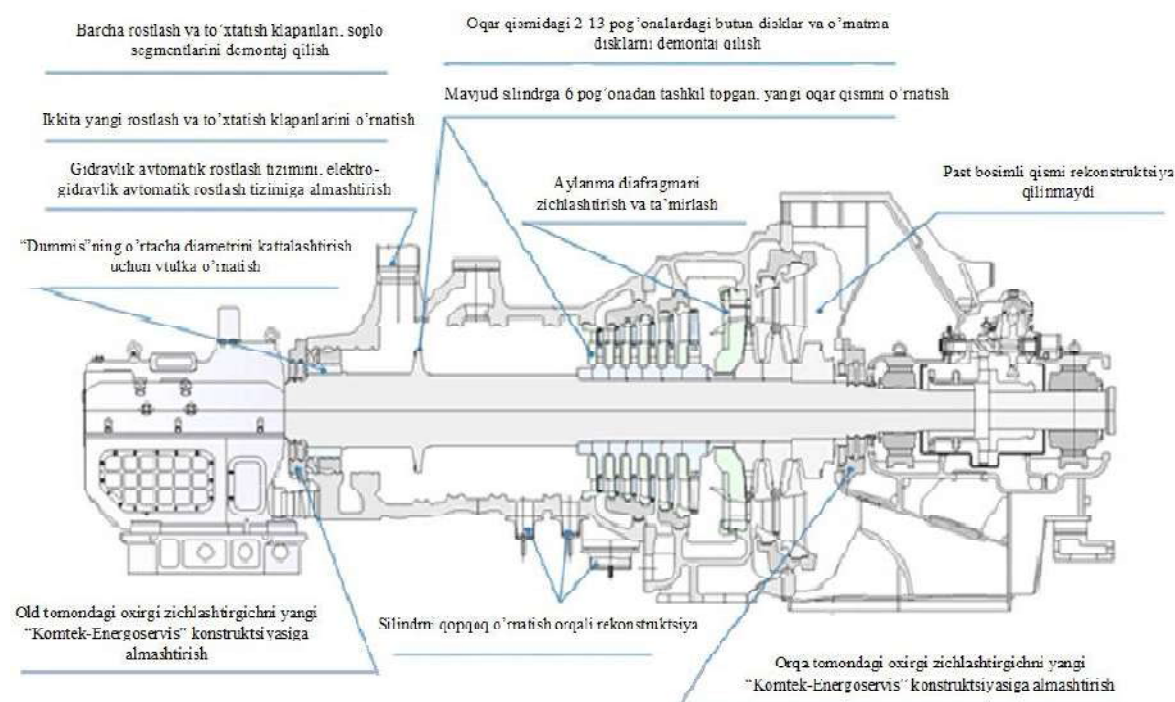 Barcha rostlash va to'xtatish klapanlari, soplo
segmentlarini demontaj qilish
Oqar qismidagi 2-13 pog'onalardagi butun disklar va o'rnatma
disklarni demontaj qilish
Ikkita yangi rostlash va to'xtatish klapanlarini o'rnatish
Mavjud silindrga 6 pog'onadan tashkil topgan, yangi oqar qismni o'rnatish
Gidravlik avtomatik rostlash tizimini, elektro-
gidravlik avtomatik rostlash tizimiga almashtirish
Aylanma diafragmani
zichlashtirish va ta'mirlash
Past bosimli qismi rekonstruktsiya
qilinmaydi
"Dummis"ning o'rtacha diametrini kattalashtirish
uchun vtulka o'rnatish
Old tomondagi oxirgi zichlashtirgichni yangi
"Komtek-Energoservis" konstruktsiyasiga
almashtirish
Silindrni qopqoq o'rnatish orqali rekonstruktsiya
Orqa tomondagi oxirgi zichlashtirgichni yangi
"Komtek-Energoservis" konstruktsiyasiga almashtirish